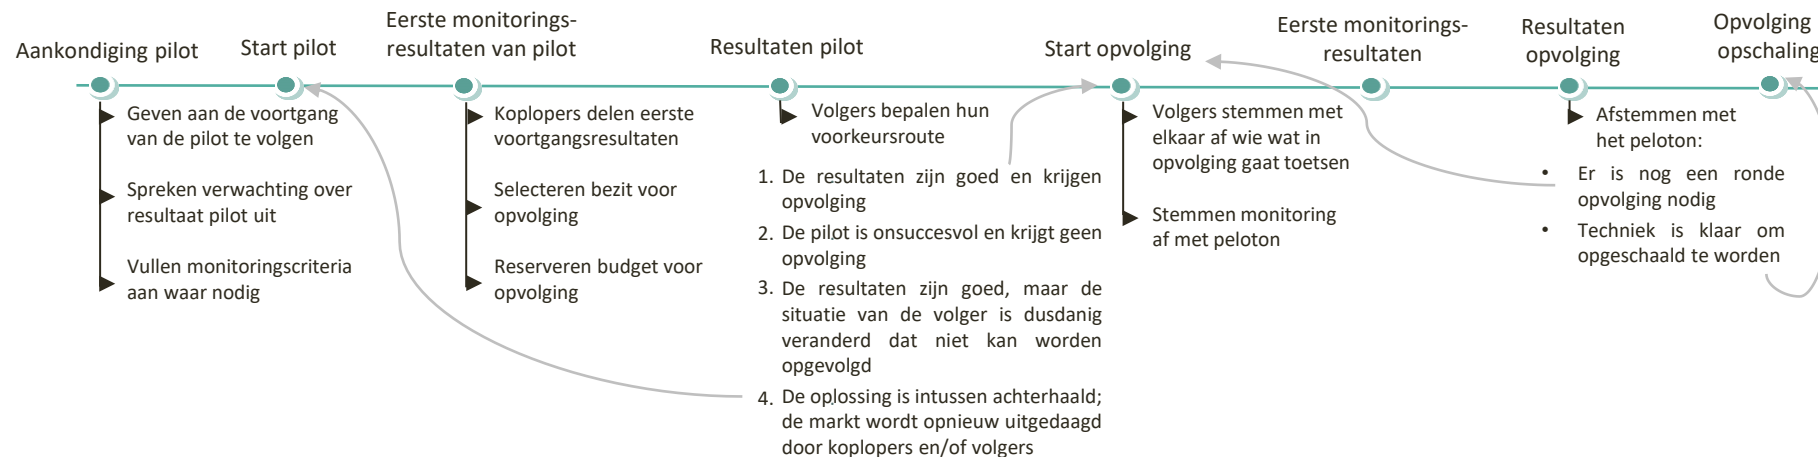 Aankondiging pilot
Start pilot
Eerste monitorings-
resultaten van pilot
Resultaten pilot
Start opvolging
Eerste monitorings-
resultaten
Resultaten
opvolging
Opvolging
opschaling
Geven aan de voortgang
van de pilot te volgen
Spreken verwachting over
resultaat pilot uit
Vullen monitoringscriteria
aan waar nodig
Koplopers delen eerste
voortgangsresultaten
Selecteren bezit voor
opvolging
Reserveren budget voor
opvolging
Volgers bepalen hun
voorkeursroute
1. De resultaten zijn goed en krijgen
opvolging
2. De pilot is onsuccesvol en krijgt geen
opvolging
3. De resultaten zijn goed, maar de
situatie van de volger is dusdanig
veranderd dat niet kan worden
opgevolgd
4. De oplossing is intussen achterhaald;
de markt wordt opnieuw uitgedaagd
door koplopers en/of volgers
Volgers stemmen met
elkaar af wie wat in
opvolging gaat toetsen
Stemmen monitoring
af met peloton
Afstemmen met
het peloton:
• Er is nog een ronde
opvolging nodig
• Techniek is klaar om
opgeschaald te worden